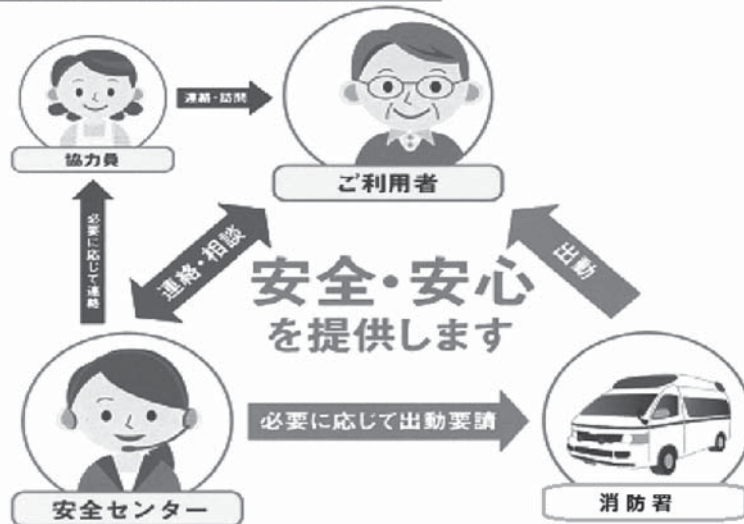 連絡・訪問
協力員
ご利用者
必要に応じて連絡
連絡・相談
出動
安全・安心
を提供します
必要に応じて出動要請
安全センター
消防署